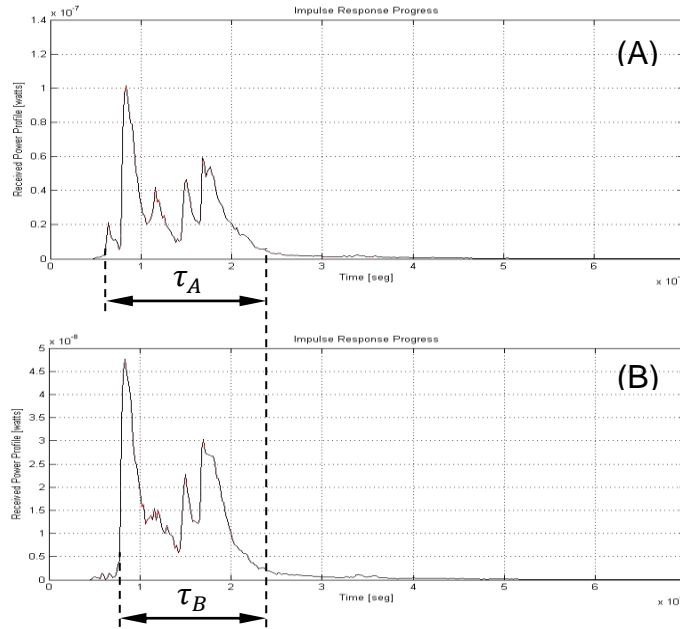 Impulse Response Progress
x 10⁻⁷
(A)
Received Power Profile [watts]
1.4
1.2
1
0.8
0.6
0.4
0.2
0
0 1 2 3 4 5 6
Time [seg]
x 10⁻
τ_A
Impulse Response Progress
x 10⁻⁸
(B)
Received Power Profile [watts]
5
4.5
4
3.5
3
2.5
2
1.5
1
0.5
0
0 1 2 3 4 5 6
Time [seg]
x 10⁻
τ_B